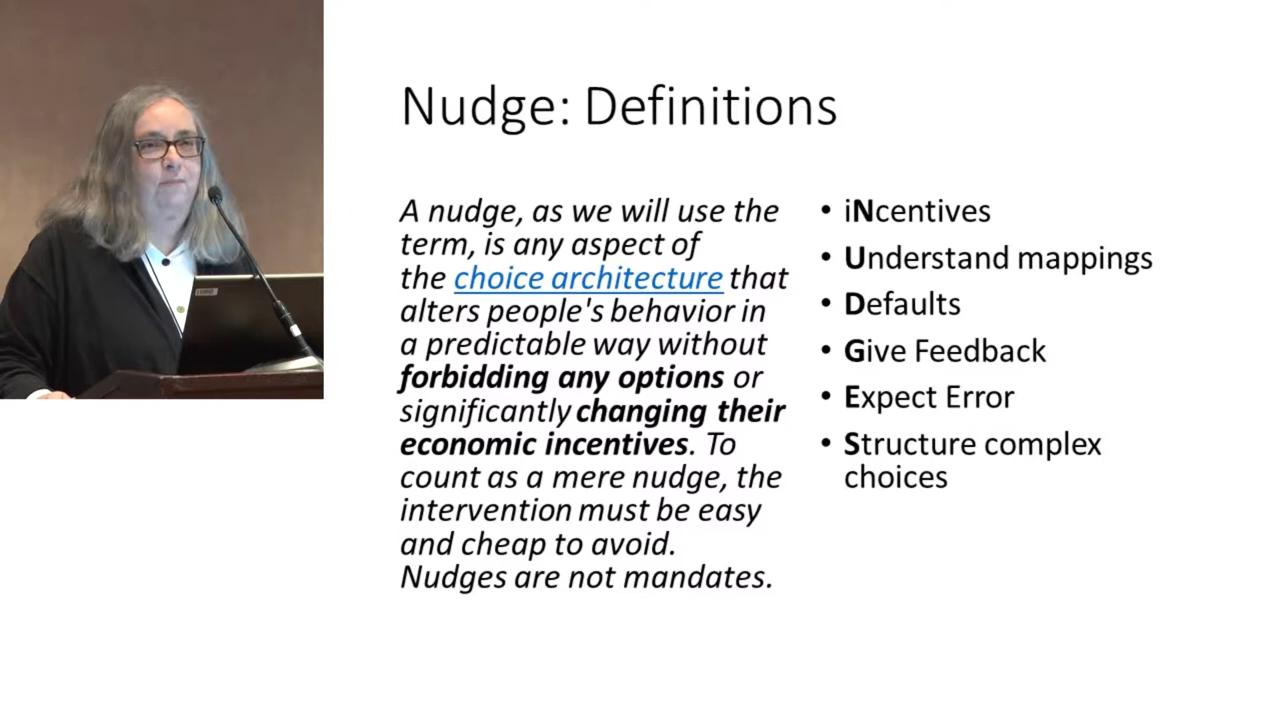 Nudge: Definitions
A nudge, as we will use the
term, is any aspect of
the choice architecture that
alters people's behavior in
a predictable way without
forbidding any options or
significantly changing their
economic incentives. To
count as a mere nudge, the
intervention must be easy
and cheap to avoid.
Nudges are not mandates.
• iNcentives
• Understand mappings
• Defaults
• Give Feedback
• Expect Error
• Structure complex
choices